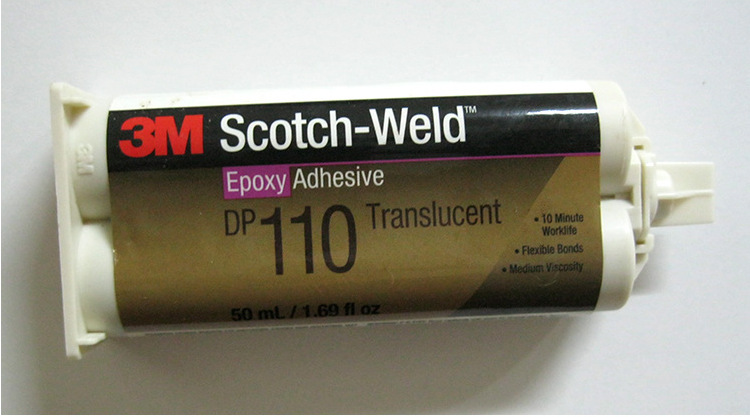 3M Scotch-Weld™
Epoxy Adhesive
DP110 Translucent
• 10 Minute
Worklife
• Flexible Bonds
• Medium Viscosity
50 mL / 1.69 fl oz
3M